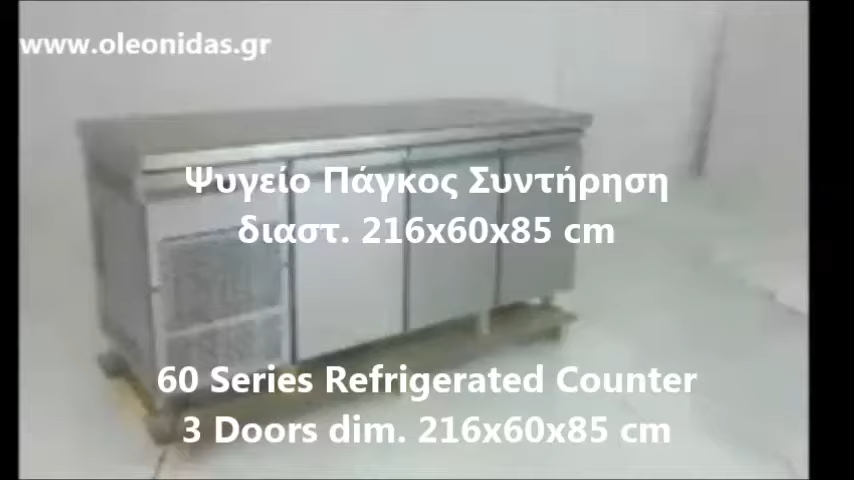 www.oleonidas.gr
Ψυγείο Πάγκος Συντήρηση
διαστ. 216x60x85 cm
60 Series Refrigerated Counter
3 Doors dim. 216x60x85 cm